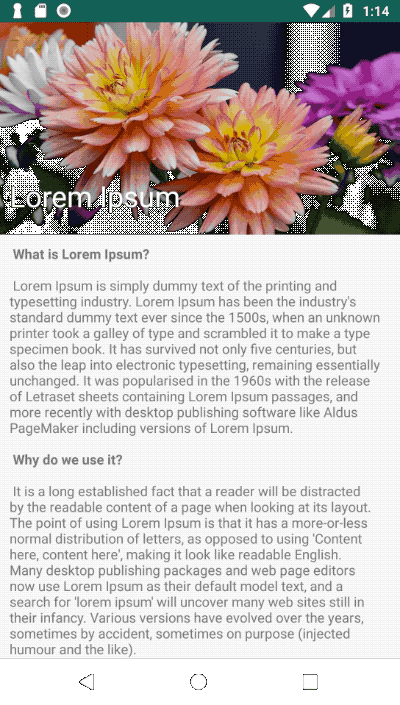 1:14
Lorem Ipsum
What is Lorem Ipsum?
Lorem Ipsum is simply dummy text of the printing and
typesetting industry. Lorem Ipsum has been the industry's
standard dummy text ever since the 1500s, when an unknown
printer took a galley of type and scrambled it to make a type
specimen book. It has survived not only five centuries, but
also the leap into electronic typesetting, remaining essentially
unchanged. It was popularised in the 1960s with the release
of Letraset sheets containing Lorem Ipsum passages, and
more recently with desktop publishing software like Aldus
PageMaker including versions of Lorem Ipsum.
Why do we use it?
It is a long established fact that a reader will be distracted
by the readable content of a page when looking at its layout.
The point of using Lorem Ipsum is that it has a more-or-less
normal distribution of letters, as opposed to using 'Content
here, content here', making it look like readable English.
Many desktop publishing packages and web page editors
now use Lorem Ipsum as their default model text, and a
search for 'lorem ipsum' will uncover many web sites still in
their infancy. Various versions have evolved over the years,
sometimes by accident, sometimes on purpose (injected
humour and the like).